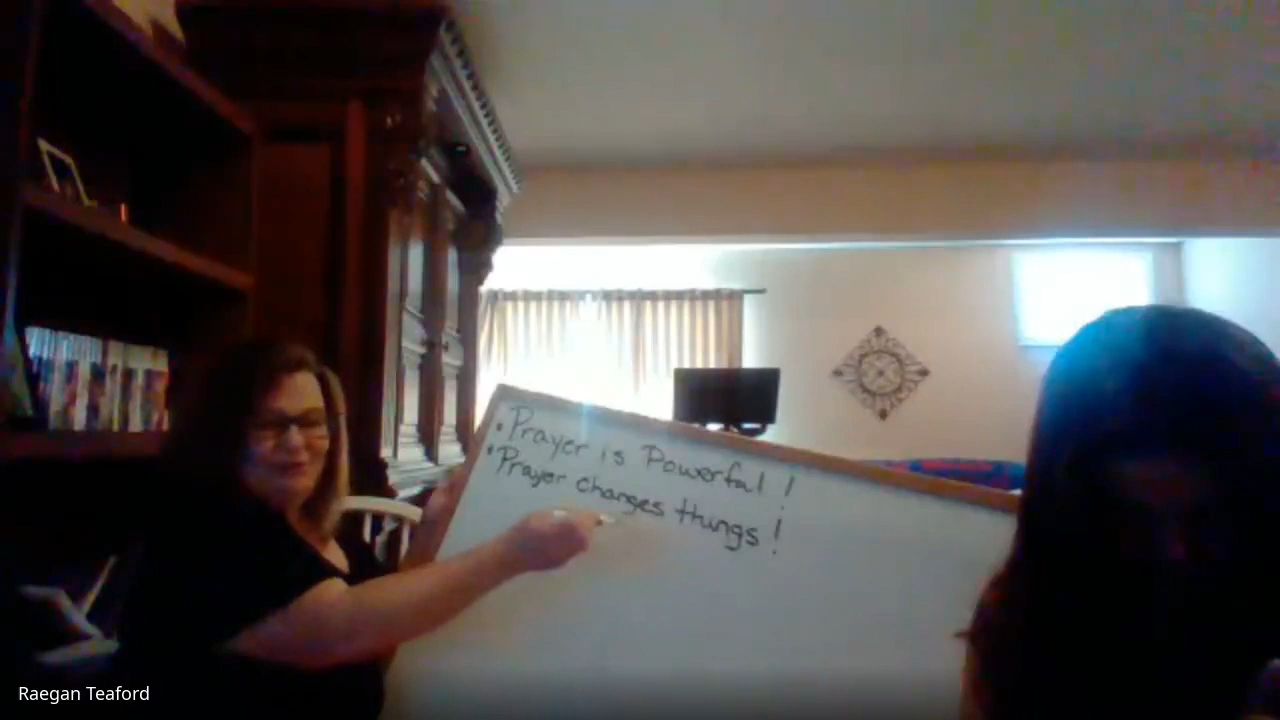 • Prayer is Powerful !
• Prayer changes things !
Raegan Teaford